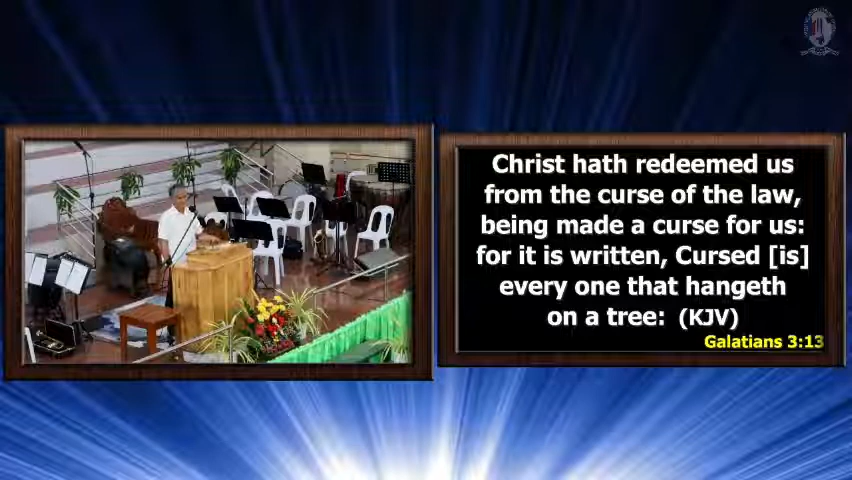 Christ hath redeemed us
from the curse of the law,
being made a curse for us:
for it is written, Cursed [is]
every one that hangeth
on a tree: (KJV)
Galatians 3:13